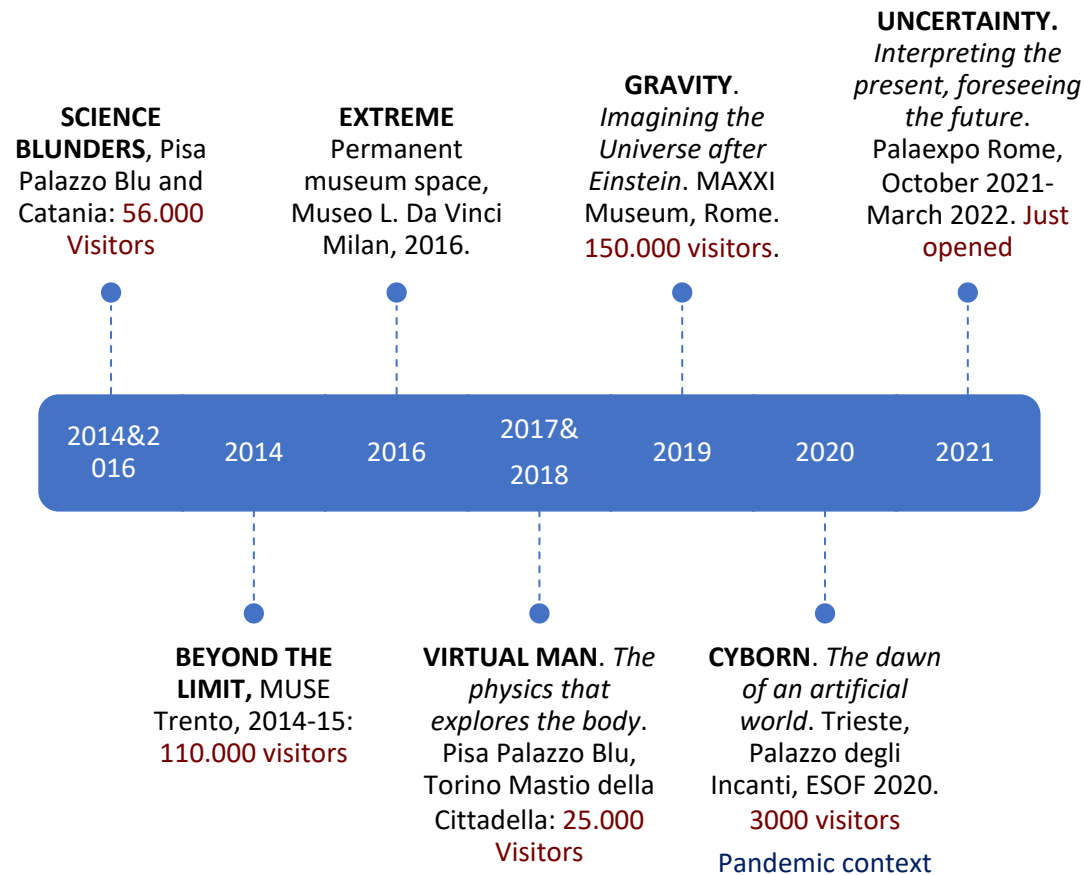 SCIENCE
BLUNDERS, Pisa
Palazzo Blu and
Catania: 56.000
Visitors
EXTREME
Permanent
museum space,
Museo L. Da Vinci
Milan, 2016.
GRAVITY.
Imagining the
Universe after
Einstein. MAXXI
Museum, Rome.
150.000 visitors.
UNCERTAINTY.
Interpreting the
present, foreseeing
the future.
Palaexpo Rome,
October 2021-
March 2022. Just
opened
2014&2
016
2014
2016
2017&
2018
2019
2020
2021
BEYOND THE
LIMIT, MUSE
Trento, 2014-15:
110.000 visitors
VIRTUAL MAN. The
physics that
explores the body.
Pisa Palazzo Blu,
Torino Mastio della
Cittadella: 25.000
Visitors
CYBORN. The dawn
of an artificial
world. Trieste,
Palazzo degli
Incanti, ESOF 2020.
3000 visitors
Pandemic context